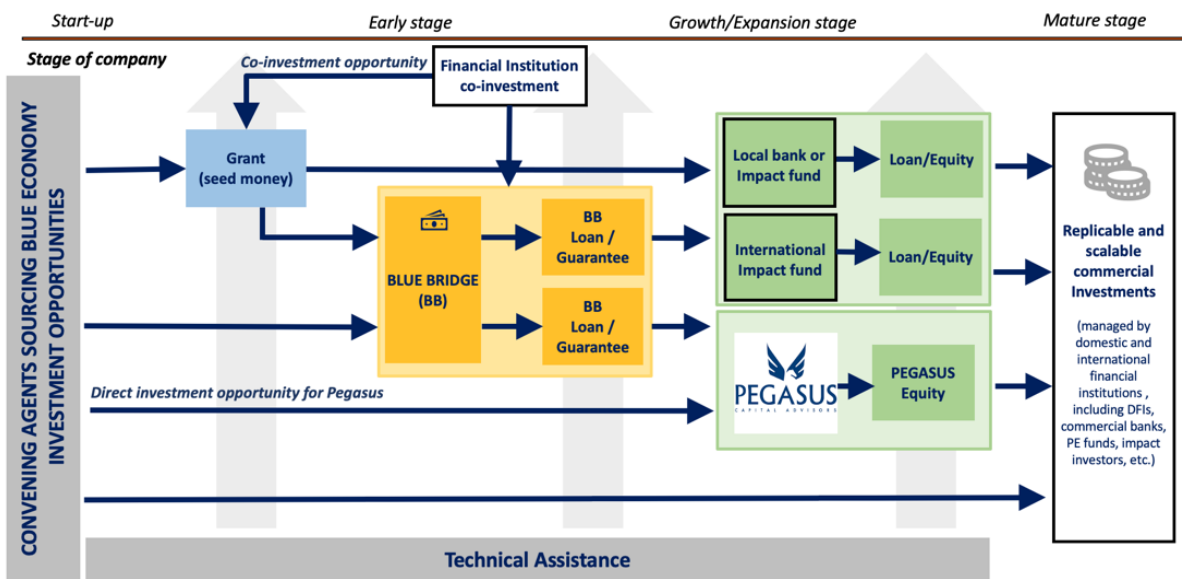 Start-up
Early stage
Growth/Expansion stage
Mature stage
Stage of company
CONVENING AGENTS SOURCING BLUE ECONOMY
INVESTMENT OPPORTUNITIES
Co-investment opportunity
Financial Institution
co-investment
Grant
(seed money)
BLUE BRIDGE
(BB)
BB
Loan /
Guarantee
BB
Loan /
Guarantee
Local bank or
Impact fund
Loan/Equity
International
Impact fund
Loan/Equity
Direct investment opportunity for Pegasus
PEGASUS
CAPITAL ADVISORS
PEGASUS
Equity
Replicable and
scalable
commercial
Investments
(managed by
domestic and
international
financial
institutions ,
including DFIs,
commercial banks,
PE funds, impact
investors, etc.)
Technical Assistance